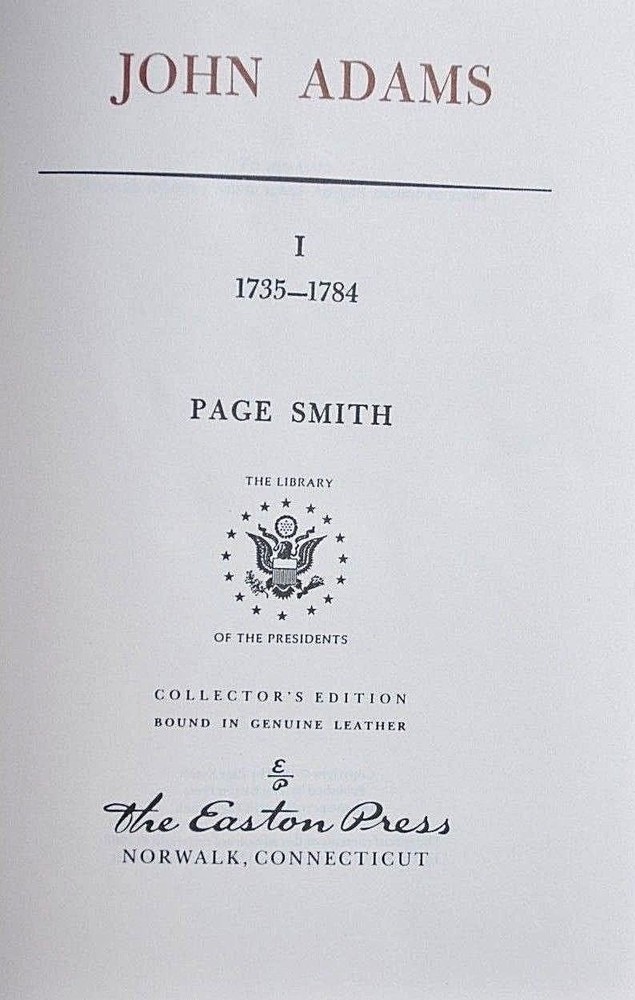 JOHN ADAMS
I
1735–1784
PAGE SMITH
THE LIBRARY
OF THE PRESIDENTS
COLLECTOR'S EDITION
BOUND IN GENUINE LEATHER
E
P
The Easton Press
NORWALK, CONNECTICUT